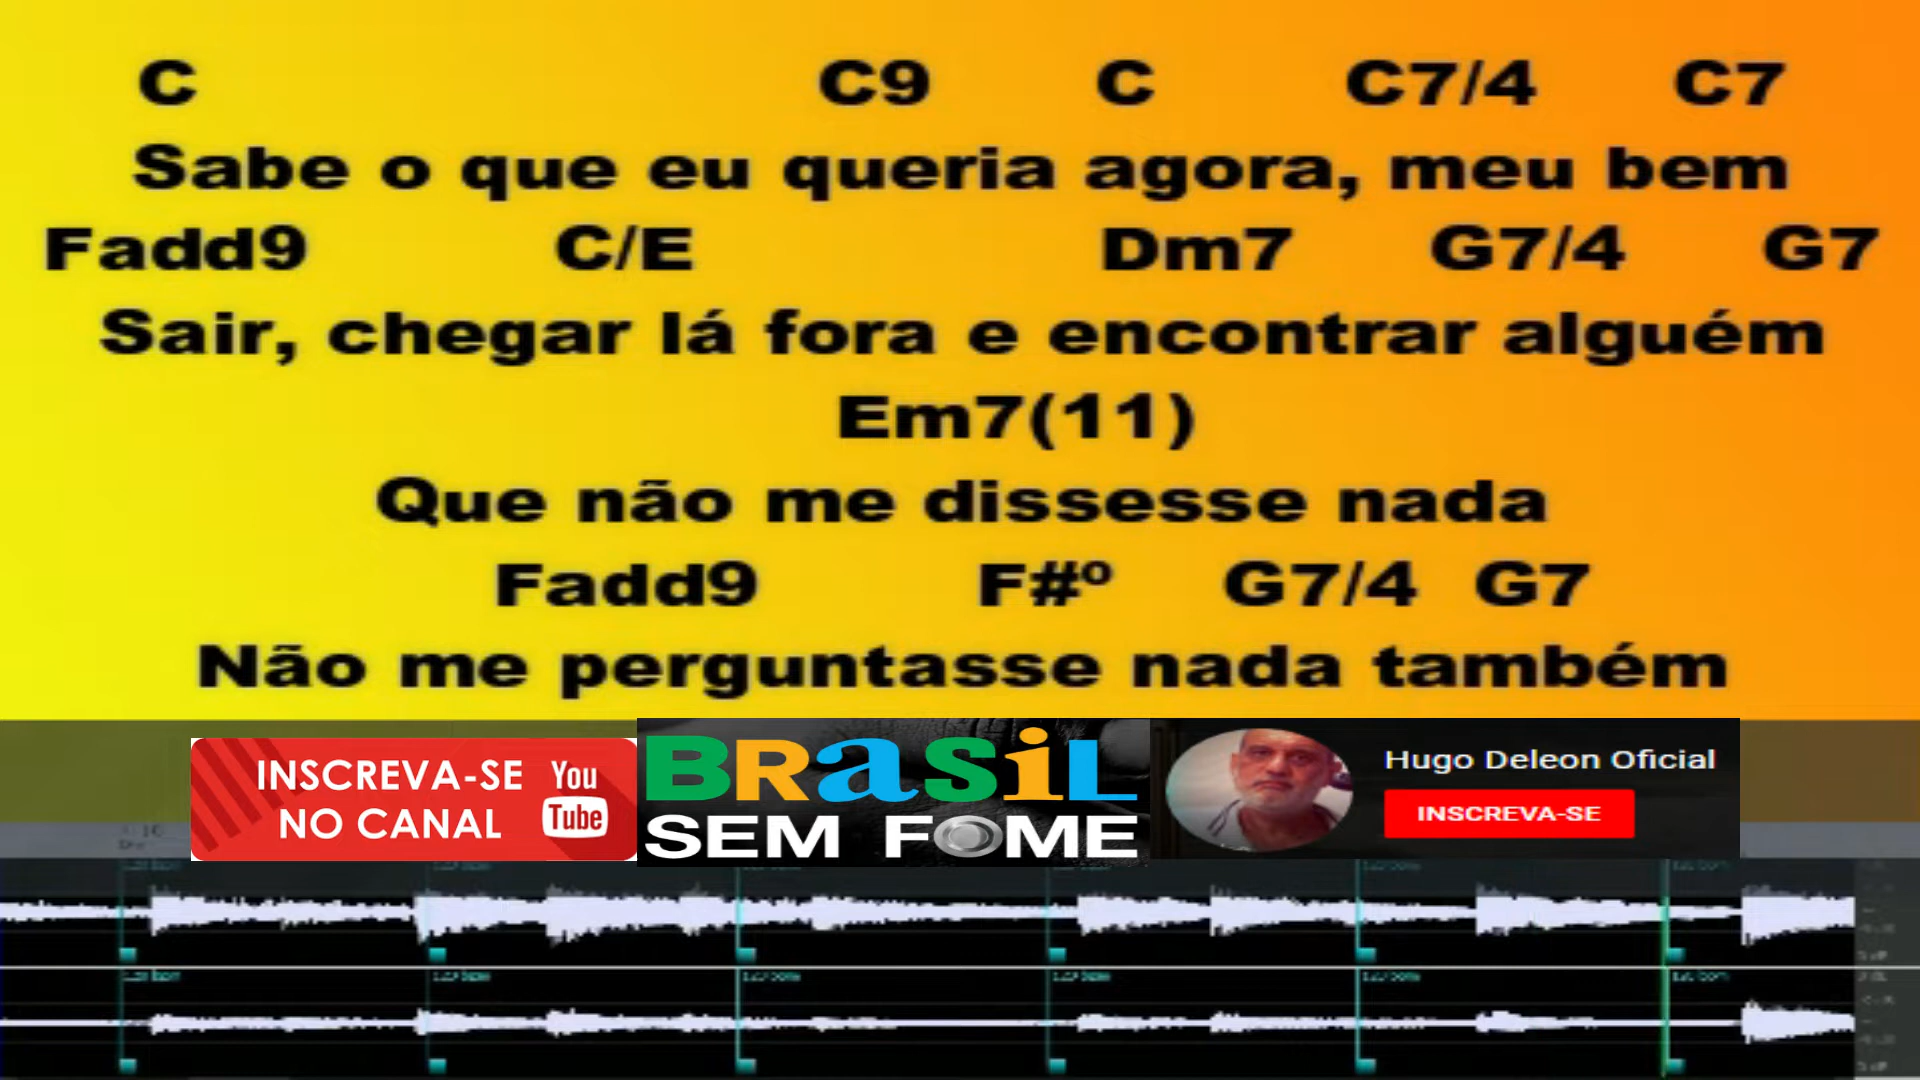 C C9 C C7/4 C7
Sabe o que eu queria agora, meu bem
Fadd9 C/E Dm7 G7/4 G7
Sair, chegar lá fora e encontrar alguém
Em7(11)
Que não me dissesse nada
Fadd9 F#º G7/4 G7
Não me perguntasse nada também
INSCREVA-SE
NO CANAL
You
Tube
BRASIL
SEM FOME
Hugo Deleon Oficial
INSCREVA-SE